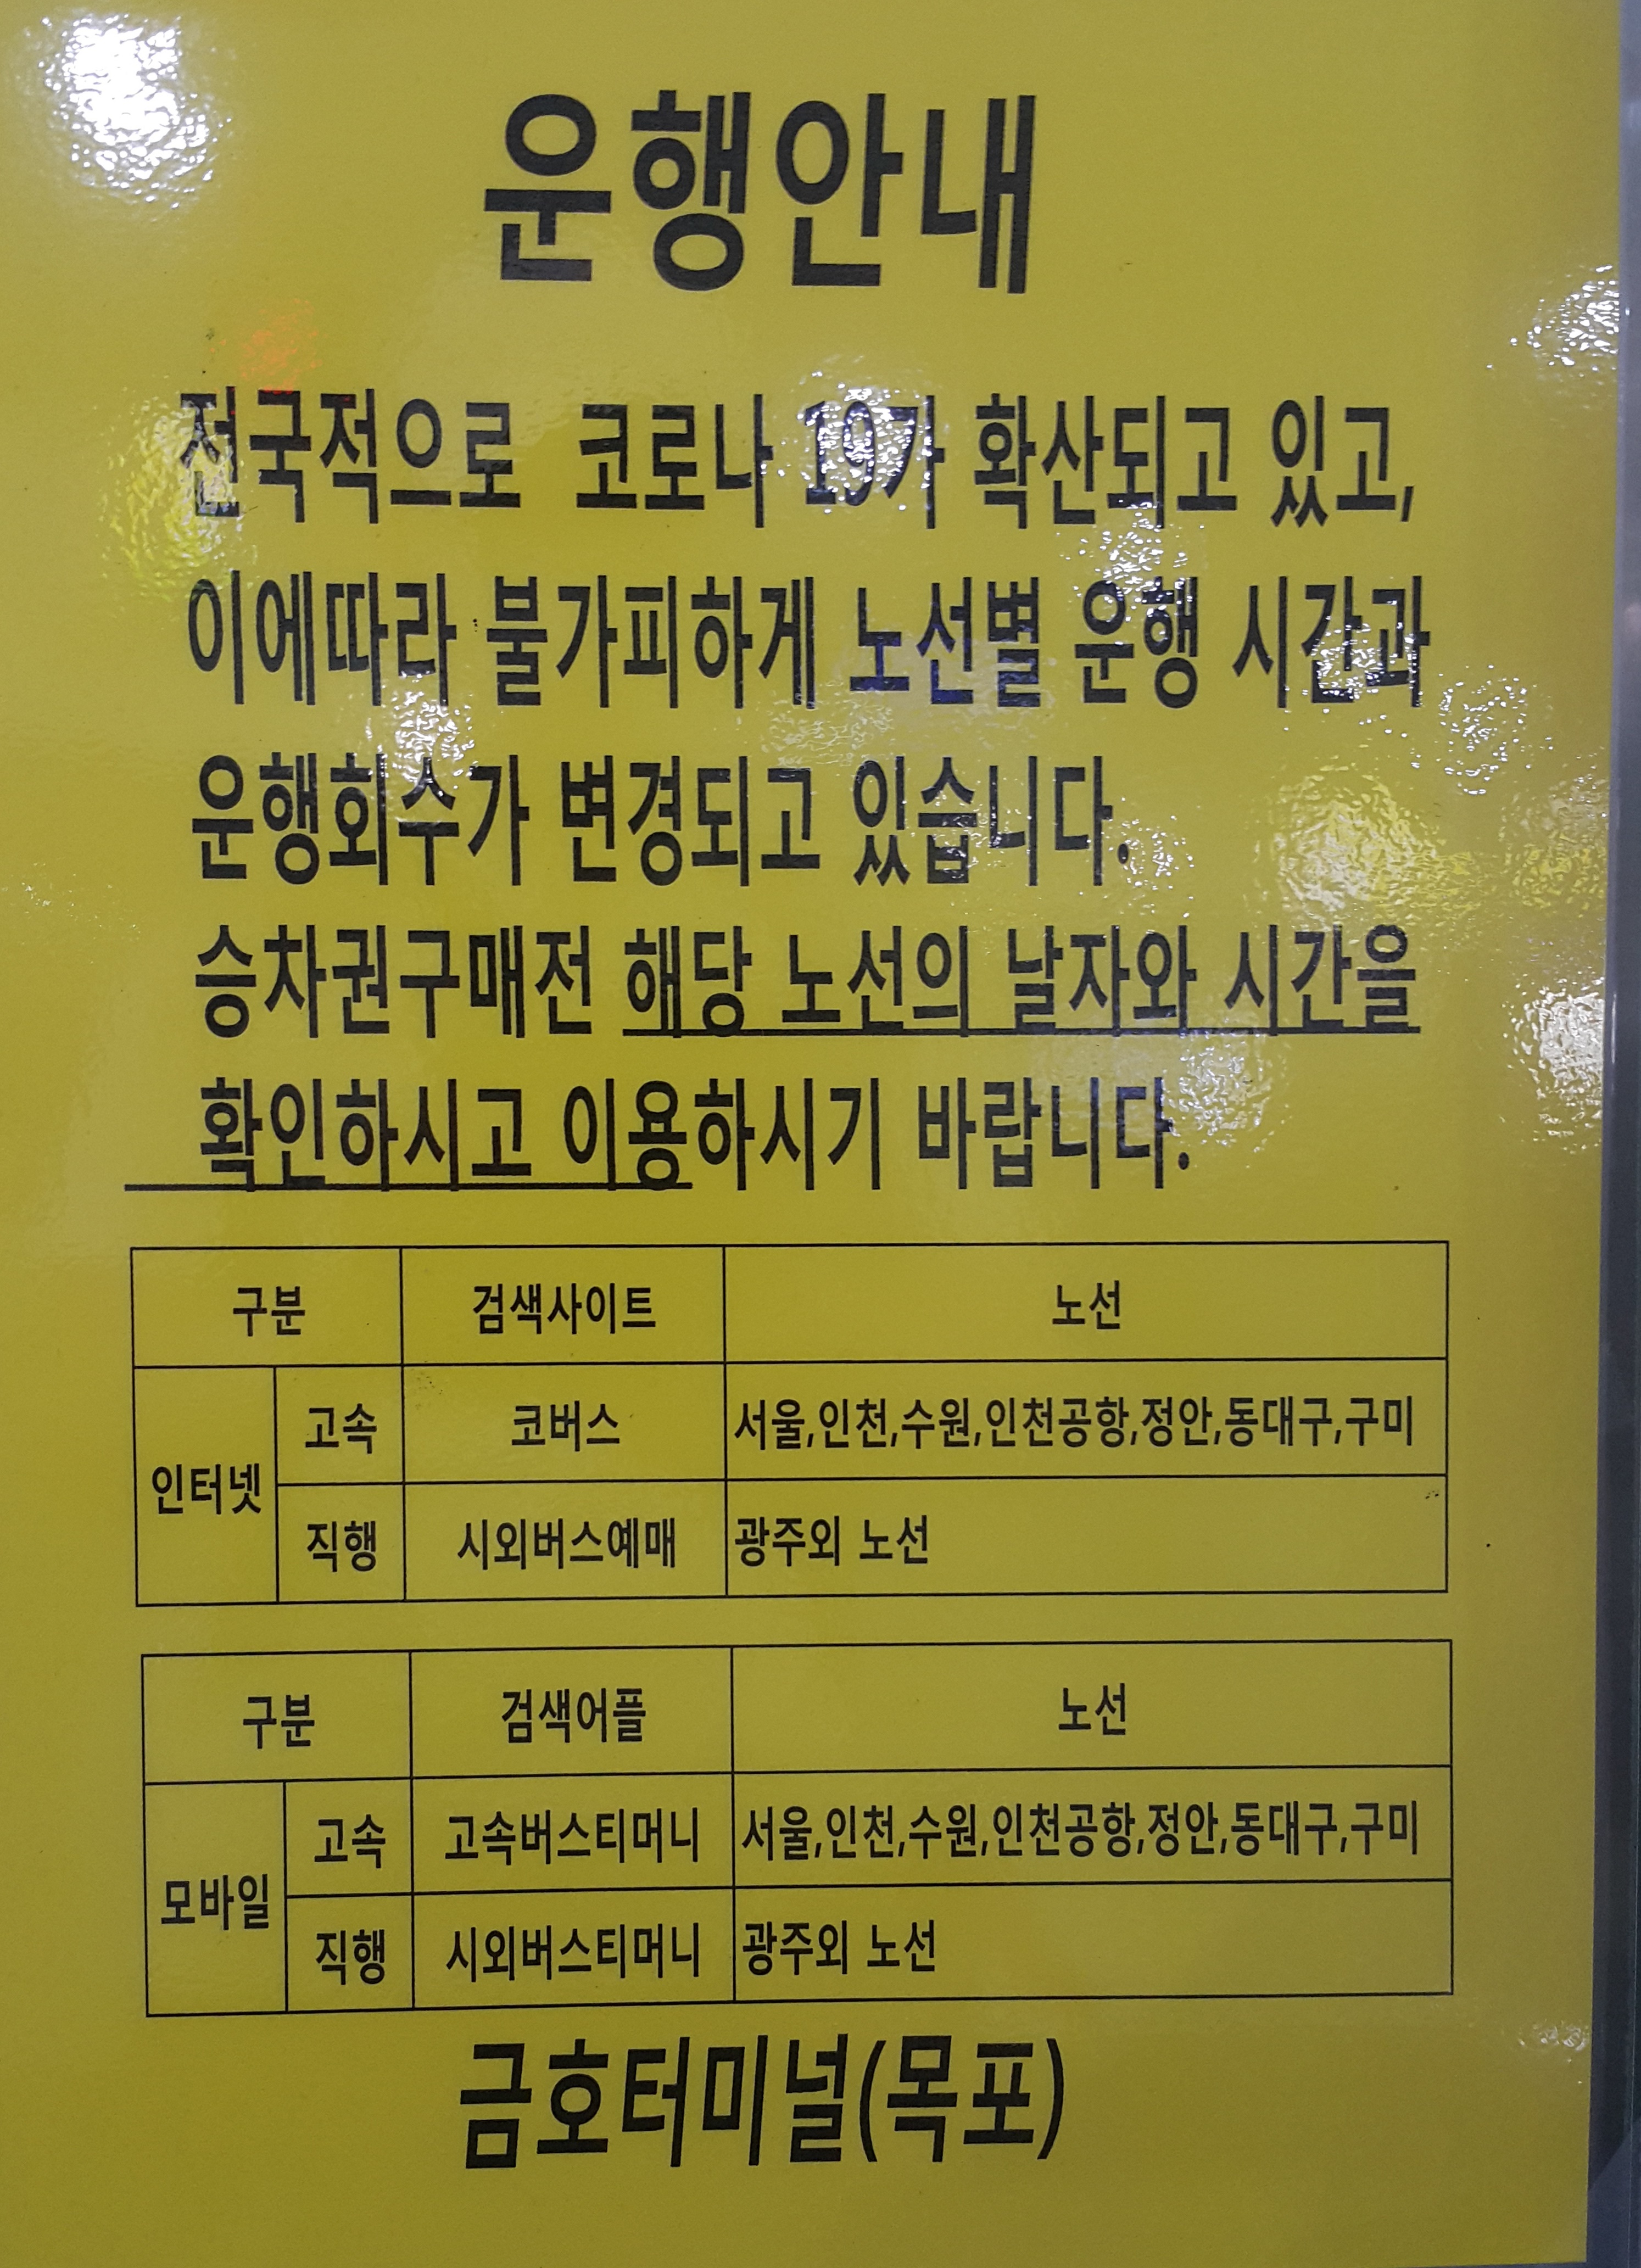 운행안내
전국적으로 코로나 19가 확산되고 있고,
이에따라 불가피하게 노선별 운행 시간과
운행회수가 변경되고 있습니다.
승차권구매전 해당 노선의 날자와 시간을
확인하시고 이용하시기 바랍니다.
구분 검색사이트 노선
인터넷 고속 코버스 서울,인천,수원,인천공항,정안,동대구,구미
직행 시외버스예매 광주외 노선
구분 검색어플 노선
모바일 고속 고속버스티머니 서울,인천,수원,인천공항,정안,동대구,구미
직행 시외버스티머니 광주외 노선
금호터미널(목포)